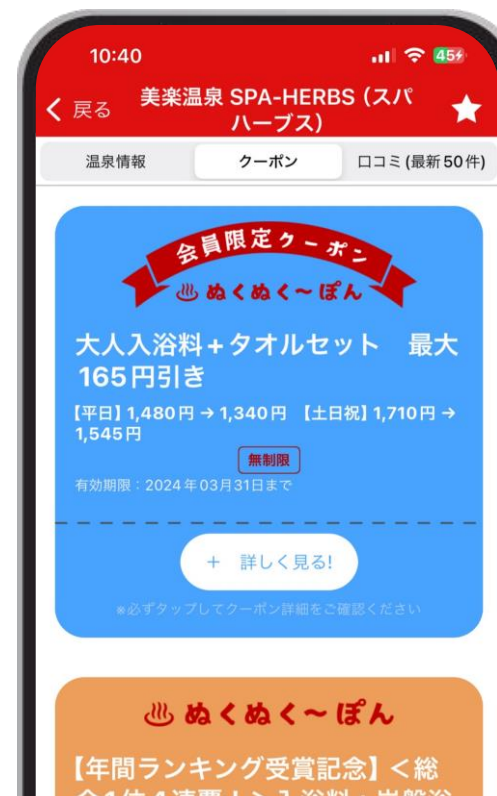 10:40
45
戻る
美楽温泉 SPA-HERBS (スパ
ハーブス)
温泉情報
クーポン
口コミ (最新50件)
会員限定クーポン
ぬくぬく～ぽん
大人入浴料+タオルセット 最大
165円引き
【平日】1,480円 → 1,340円 【土日祝】1,710円 →
1,545円
無制限
有効期限：2024年03月31日まで
+ 詳しく見る!
※必ずタップしてクーポン詳細をご確認ください
ぬくぬく～ぽん
【年間ランキング受賞記念】＜総